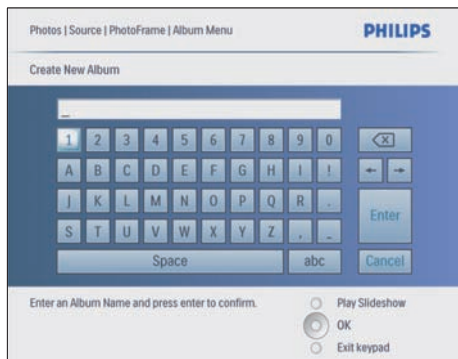 Photos | Source | PhotoFrame | Album Menu PHILIPS
Create New Album
_
1 2 3 4 5 6 7 8 9 0
A B C D E F G H I !
J K L M N O P Q R .
Enter
S T U V W X Y Z , _
Space abc Cancel
Enter an Album Name and press enter to confirm. Play Slideshow
OK
Exit keypad